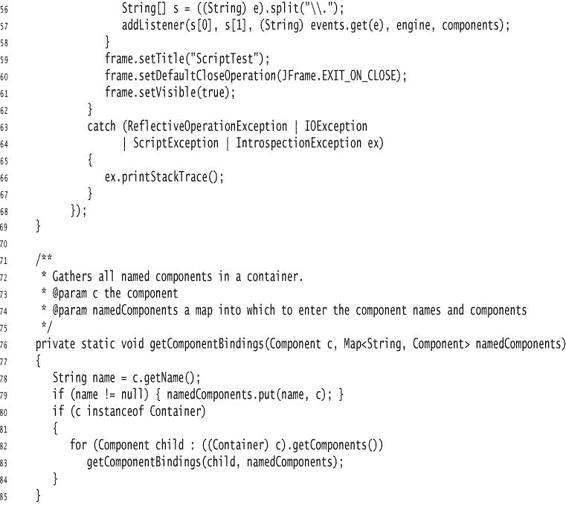 56 String[] s = ((String) e).split("\\.");
57 addListener(s[0], s[1], (String) events.get(e), engine, components);
58 }
59 frame.setTitle("ScriptTest");
60 frame.setDefaultCloseOperation(JFrame.EXIT_ON_CLOSE);
61 frame.setVisible(true);
62 }
63 catch (ReflectiveOperationException | IOException
64 | ScriptException | IntrospectionException ex)
65 {
66 ex.printStackTrace();
67 }
68 });
69 }
70
71 /**
72 * Gathers all named components in a container.
73 * @param c the component
74 * @param namedComponents a map into which to enter the component names and components
75 */
76 private static void getComponentBindings(Component c, Map<String, Component> namedComponents)
77 {
78 String name = c.getName();
79 if (name != null) { namedComponents.put(name, c); }
80 if (c instanceof Container)
81 {
82 for (Component child : ((Container) c).getComponents())
83 getComponentBindings(child, namedComponents);
84 }
85 }